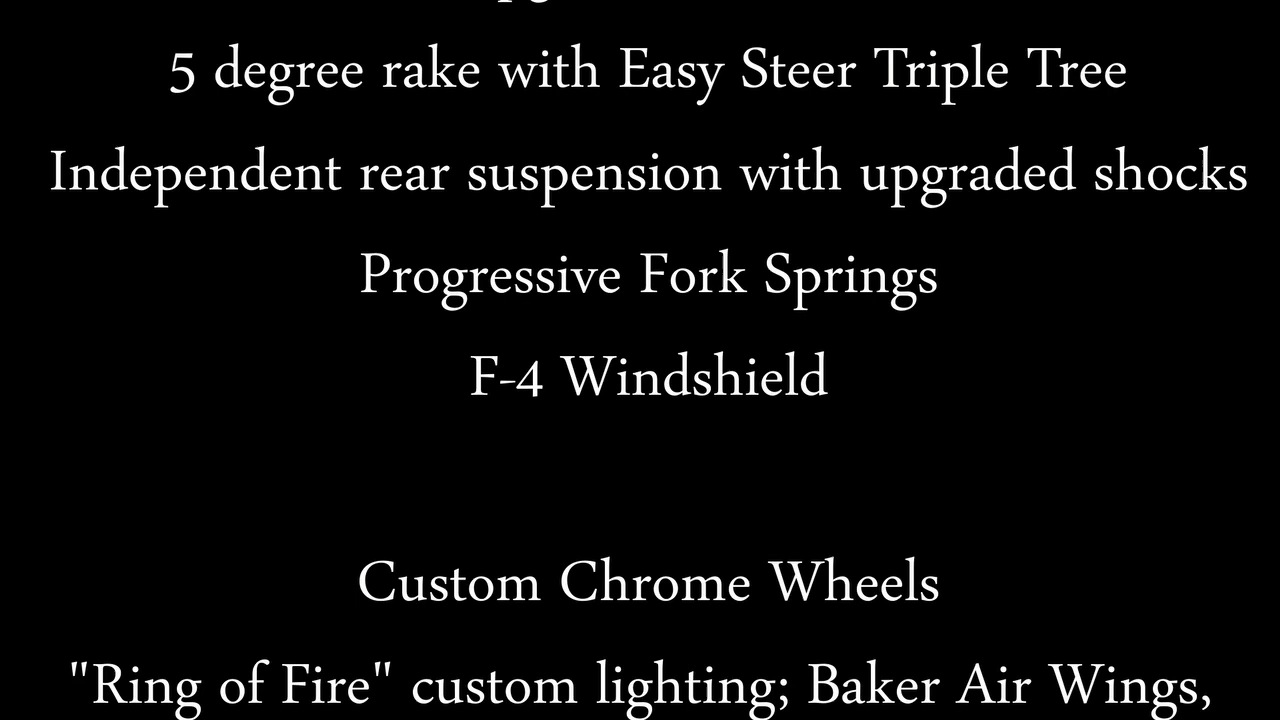 5 degree rake with Easy Steer Triple Tree
Independent rear suspension with upgraded shocks
Progressive Fork Springs
F-4 Windshield
Custom Chrome Wheels
"Ring of Fire" custom lighting; Baker Air Wings,